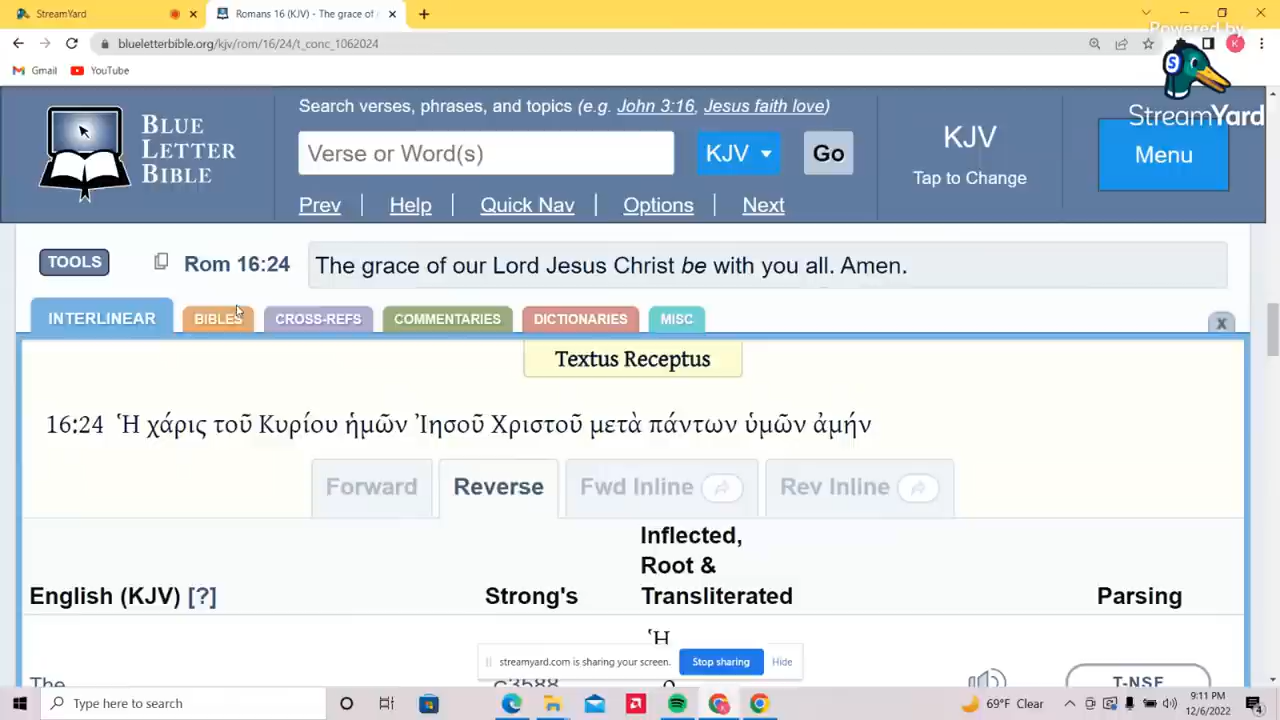 StreamYard
Romans 16 (KJV) - The grace of
blueletterbible.org/kjv/rom/16/24/t_conc_1062024
K
Gmail
YouTube
Powered by
StreamYard
BLUE
LETTER
BIBLE
Search verses, phrases, and topics (e.g. John 3:16, Jesus faith love)
Verse or Word(s)
KJV
Go
Prev
Help
Quick Nav
Options
Next
KJV
Tap to Change
Menu
TOOLS
Rom 16:24
The grace of our Lord Jesus Christ be with you all. Amen.
INTERLINEAR
BIBLES
CROSS-REFS
COMMENTARIES
DICTIONARIES
MISC
x
Textus Receptus
16:24 Ἡ χάρις τοῦ Κυρίου ἡμῶν Ἰησοῦ Χριστοῦ μετὰ πάντων ὑμῶν ἀμήν
Forward
Reverse
Fwd Inline
Rev Inline
English (KJV) [?]
Strong's
Inflected,
Root &
Transliterated
Parsing
The
G3588
Ἡ
T-NSF
streamyard.com is sharing your screen.
Stop sharing
Hide
Type here to search
69°F Clear
9:11 PM
12/6/2022
4